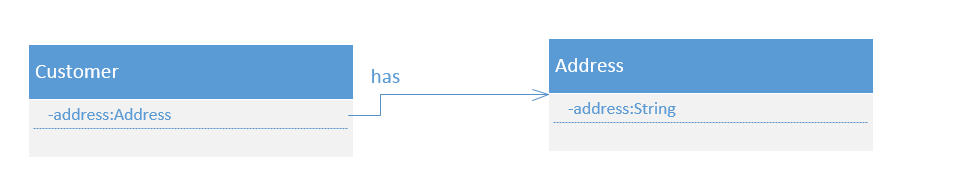 Customer
-address:Address
has
Address
-address:String